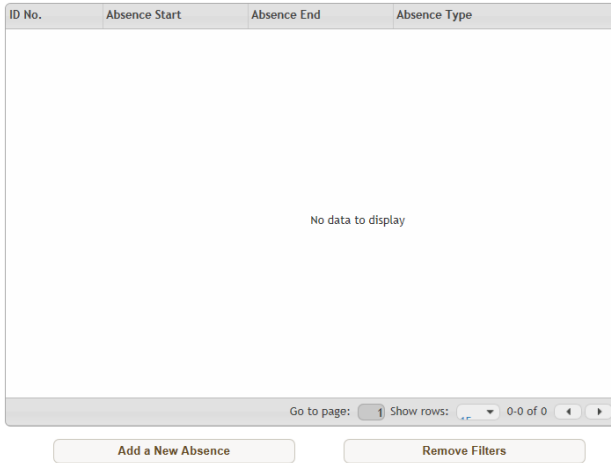 ID No. Absence Start Absence End Absence Type
No data to display
Go to page: 1 Show rows: 0-0 of 0
Add a New Absence Remove Filters